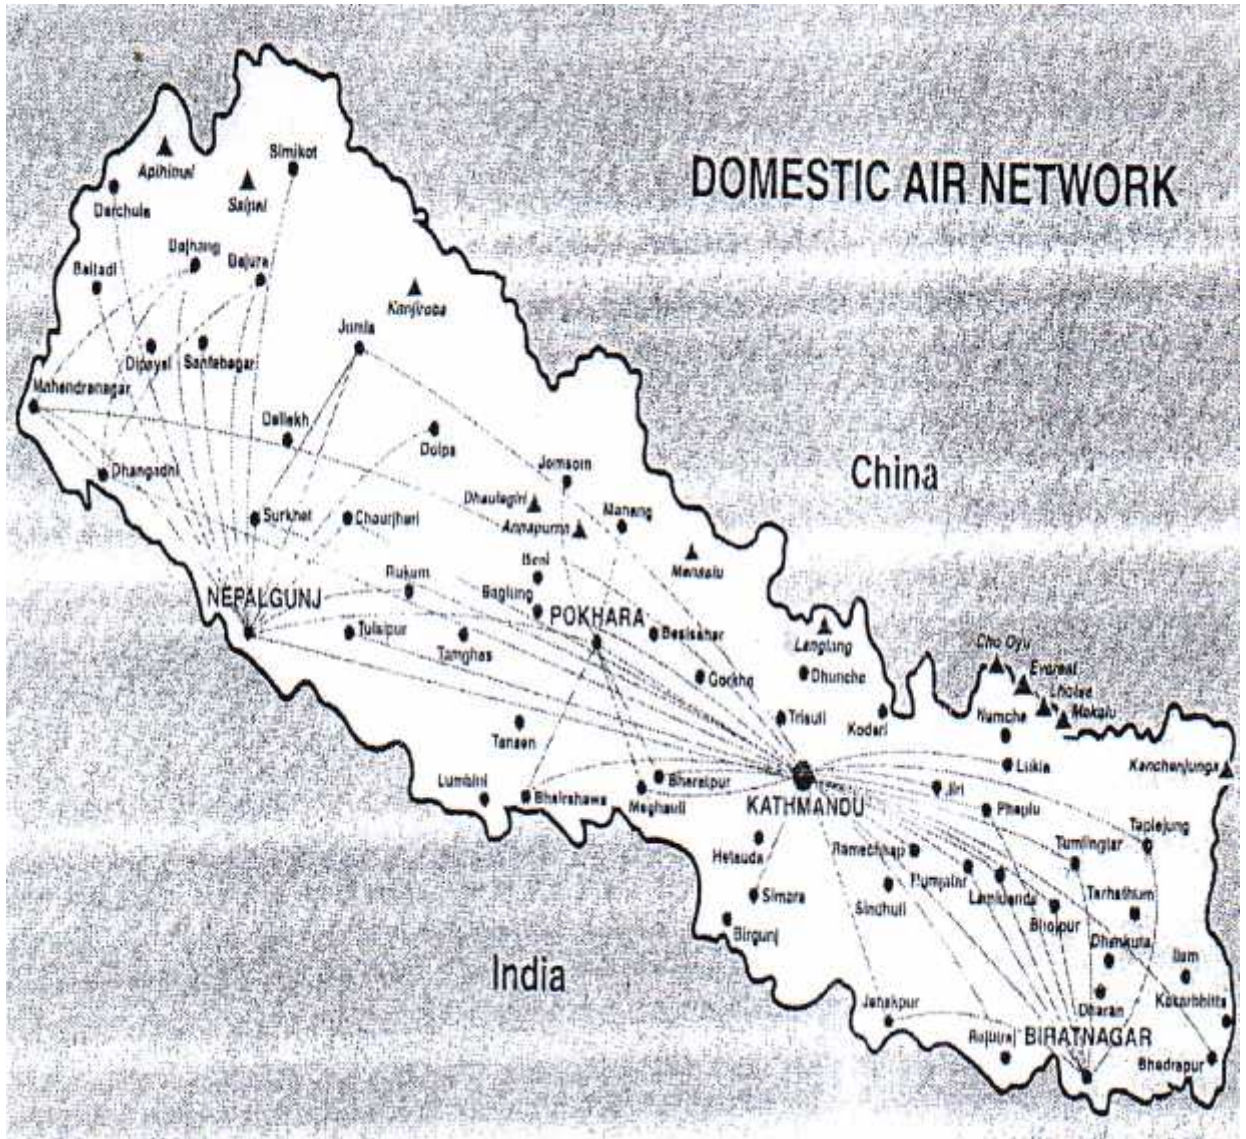 DOMESTIC AIR NETWORK
Simikot
Apihimal
Saipal
Darchula
Bajhang
Bajura
Baitadi
Kanjiroba
Jumla
Dipayal
Sanfebagar
Mahendranagar
Dailekh
Dolpa
China
Dhangadhi
Jomsom
Dhaulagiri
Manang
Surkhet
Chaurjhari
Annapurna
Manaslu
Beni
Rukum
NEPALGUNJ
Baglung
POKHARA
Tulsipur
Tamghas
Besisahar
Langtang
Cho Oyu
Everest
Dhunche
Gorkha
Lhotse
Makalu
Namche
Trisuli
Kodari
Tansen
Lukla
Kanchanjunga
Lumbini
Bhairahawa
Bharatpur
Meghauli
KATHMANDU
Jiri
Phaplu
Taplejung
Tumlingtar
Hetauda
Ramechhap
Rumjatar
Lamidanda
Terhathum
Simara
Sindhuli
Bhojpur
Birgunj
Dhankuta
Ilam
India
Janakpur
Dharan
Kakarbhitta
Rajbiraj
BIRATNAGAR
Bhadrapur